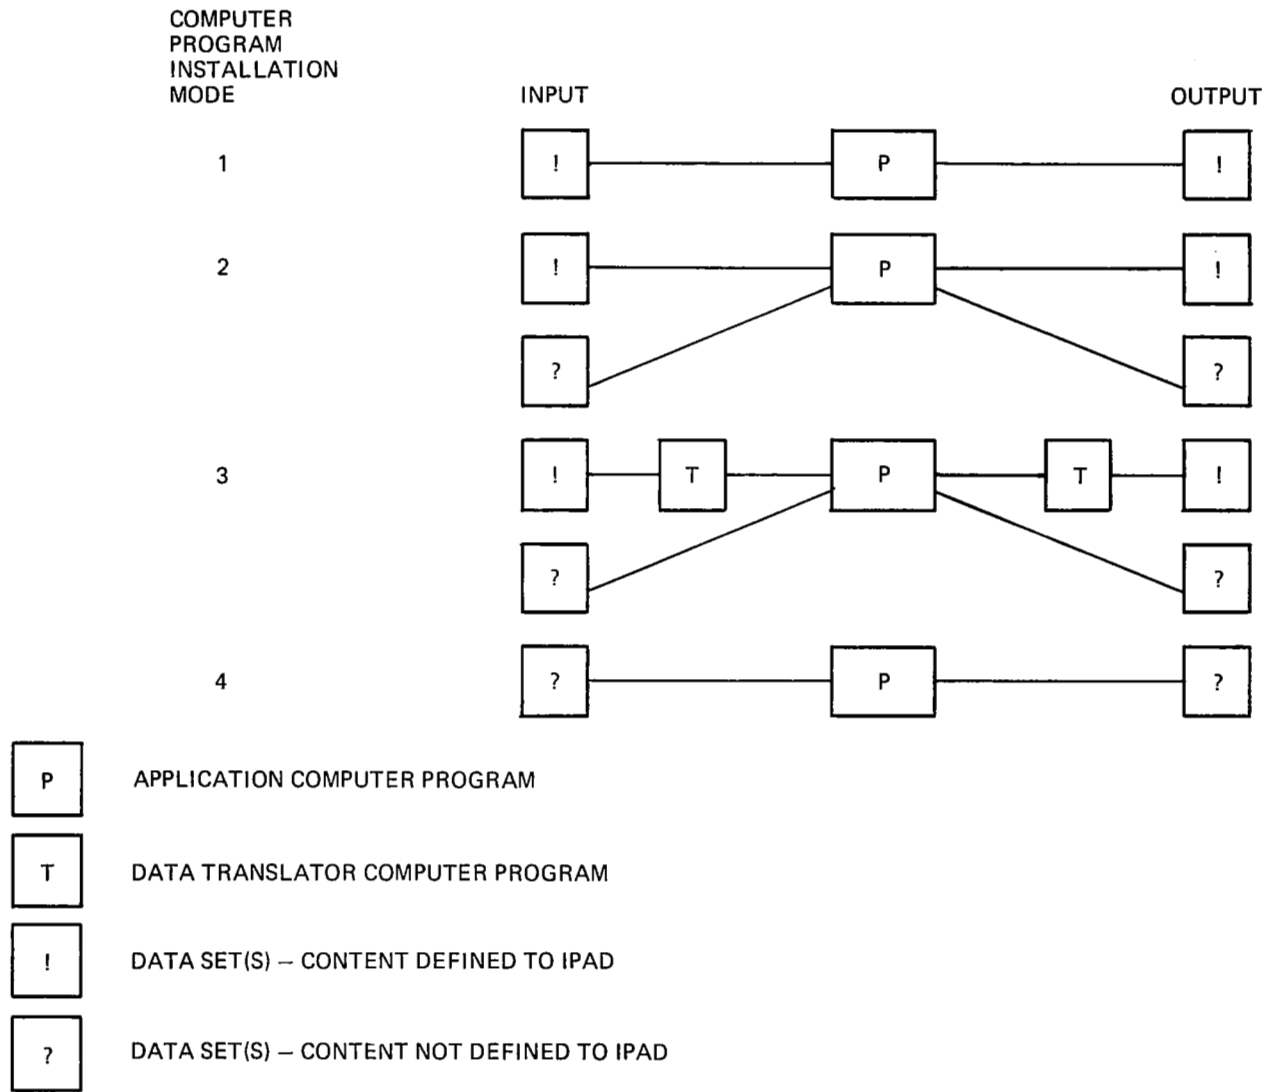 COMPUTER
PROGRAM
INSTALLATION
MODE
INPUT
OUTPUT
1
!
P
!
2
!
P
!
?
?
3
!
T
P
T
!
?
?
4
?
P
?
P
APPLICATION COMPUTER PROGRAM
T
DATA TRANSLATOR COMPUTER PROGRAM
!
DATA SET(S) – CONTENT DEFINED TO IPAD
?
DATA SET(S) – CONTENT NOT DEFINED TO IPAD